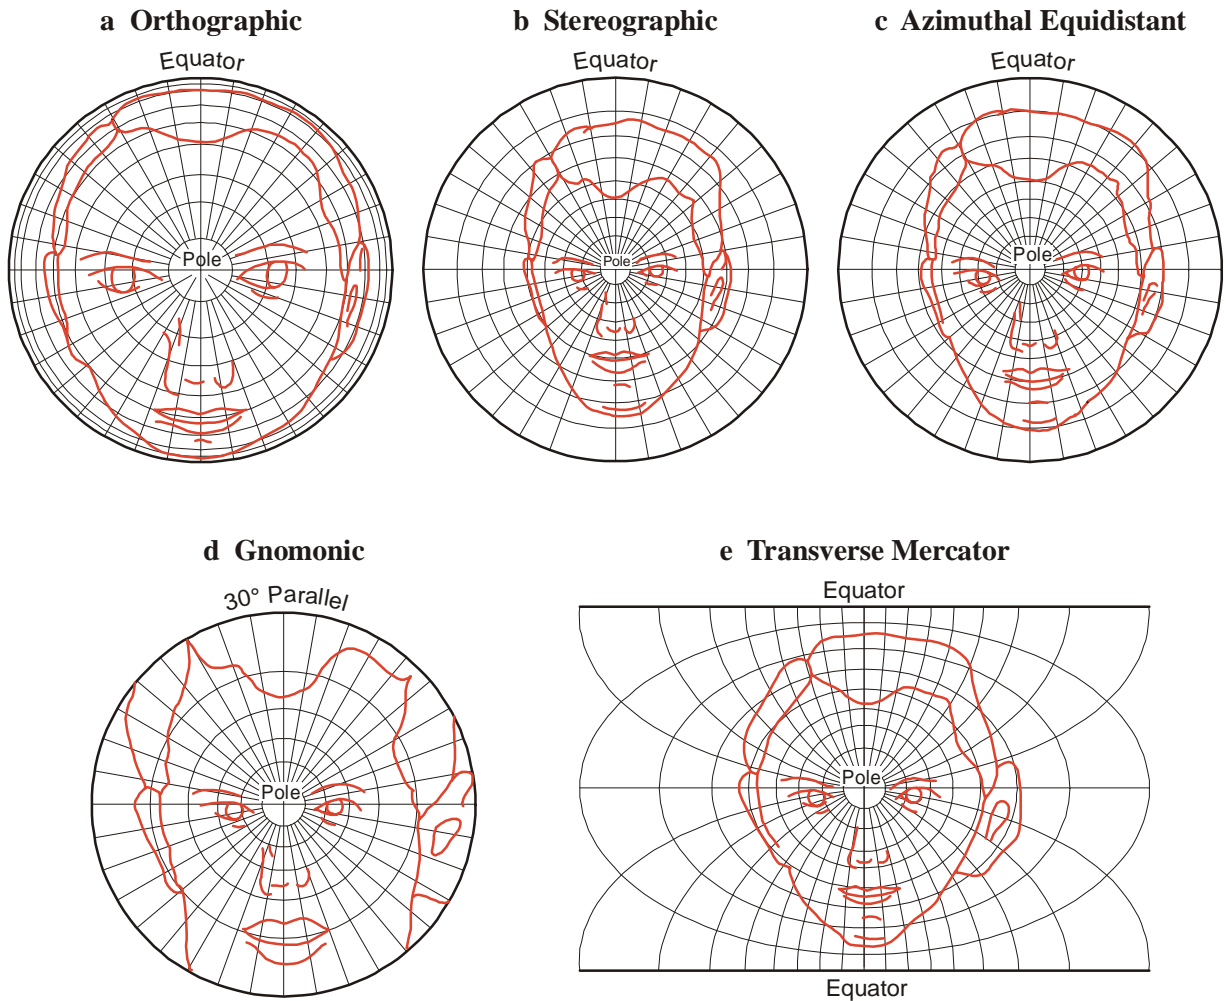 a Orthographic
b Stereographic
c Azimuthal Equidistant
Equator
Equator
Equator
Pole
Pole
Pole
d Gnomonic
e Transverse Mercator
30° Parallel
Equator
Pole
Pole
Equator